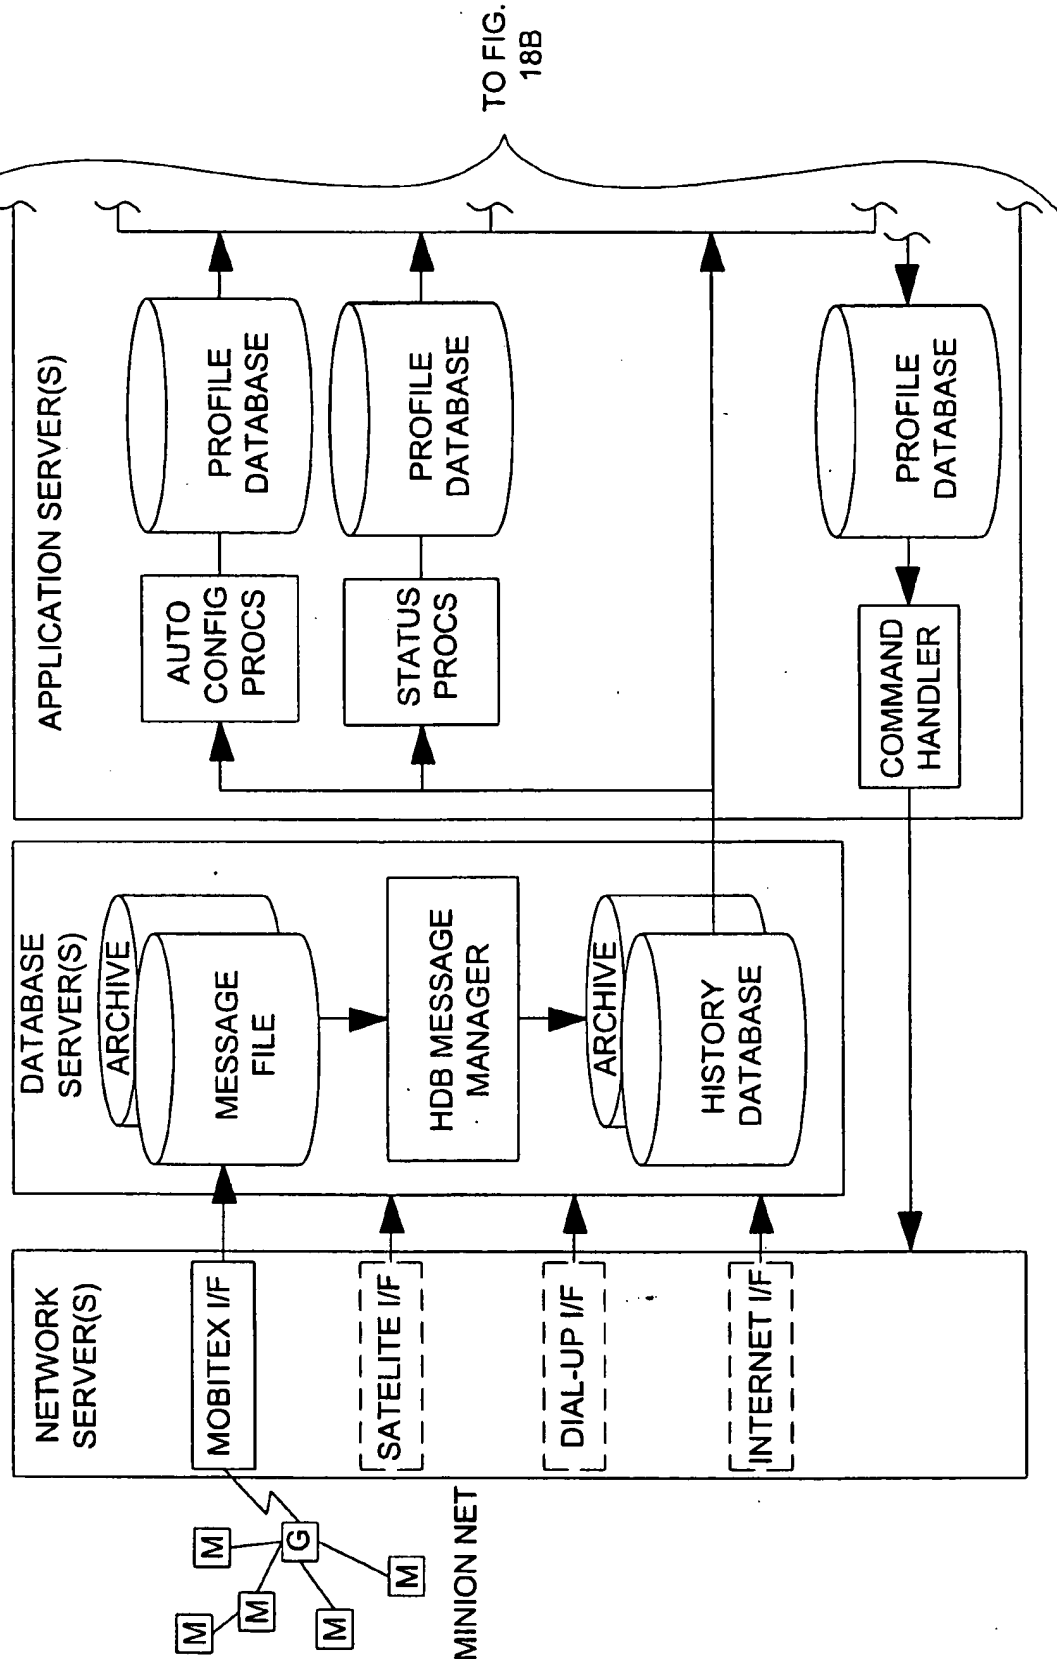 NETWORK
SERVER(S)
MOBITEX I/F
SATELITE I/F
DIAL-UP I/F
INTERNET I/F
M
M
M
M
M
G
MINION NET
DATABASE
SERVER(S)
ARCHIVE
MESSAGE
FILE
HDB MESSAGE
MANAGER
ARCHIVE
HISTORY
DATABASE
APPLICATION SERVER(S)
AUTO
CONFIG
PROCS
PROFILE
DATABASE
STATUS
PROCS
PROFILE
DATABASE
COMMAND
HANDLER
PROFILE
DATABASE
TO FIG.
18B